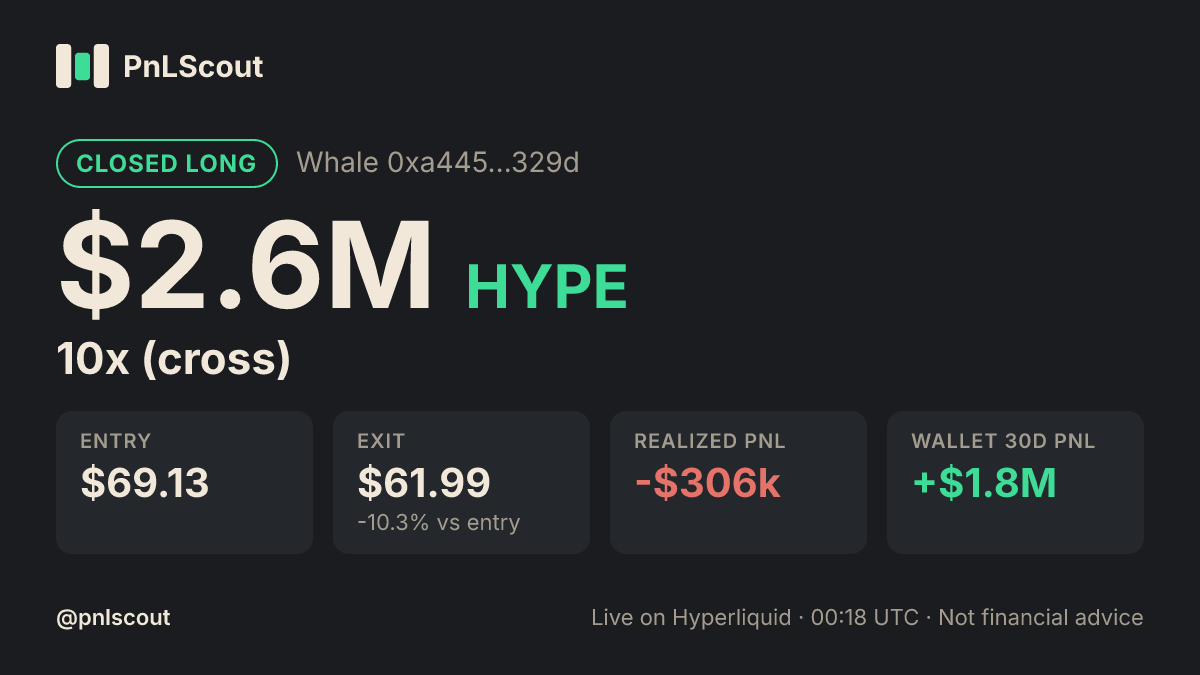 PnLScout
CLOSED LONG Whale 0xa445...329d
$2.6M HYPE
10x (cross)
ENTRY
$69.13
EXIT
$61.99
-10.3% vs entry
REALIZED PNL
-$306k
WALLET 30D PNL
+$1.8M
@pnlscout
Live on Hyperliquid · 00:18 UTC · Not financial advice